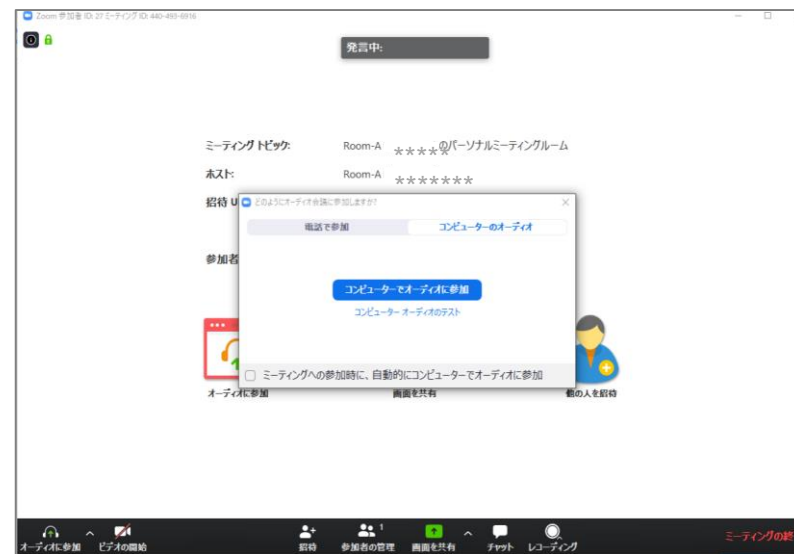 Zoom 参加者 ID: 27 ミーティング ID: 440-493-6916
発言中:
ミーティング トピック: Room-A ****のパーソナルミーティングルーム
ホスト: Room-A *******
招待 U
どのようにオーディオ会議に参加しますか?
電話で参加 コンピューターのオーディオ
参加者
コンピューターでオーディオに参加
コンピューター オーディオのテスト
ミーティングへの参加時に、自動的にコンピューターでオーディオに参加
オーディオに参加 画面を共有 他の人を招待
オーディオに参加 ビデオの開始 招待 参加者の管理 1 画面を共有 チャット レコーディング ミーティングの終